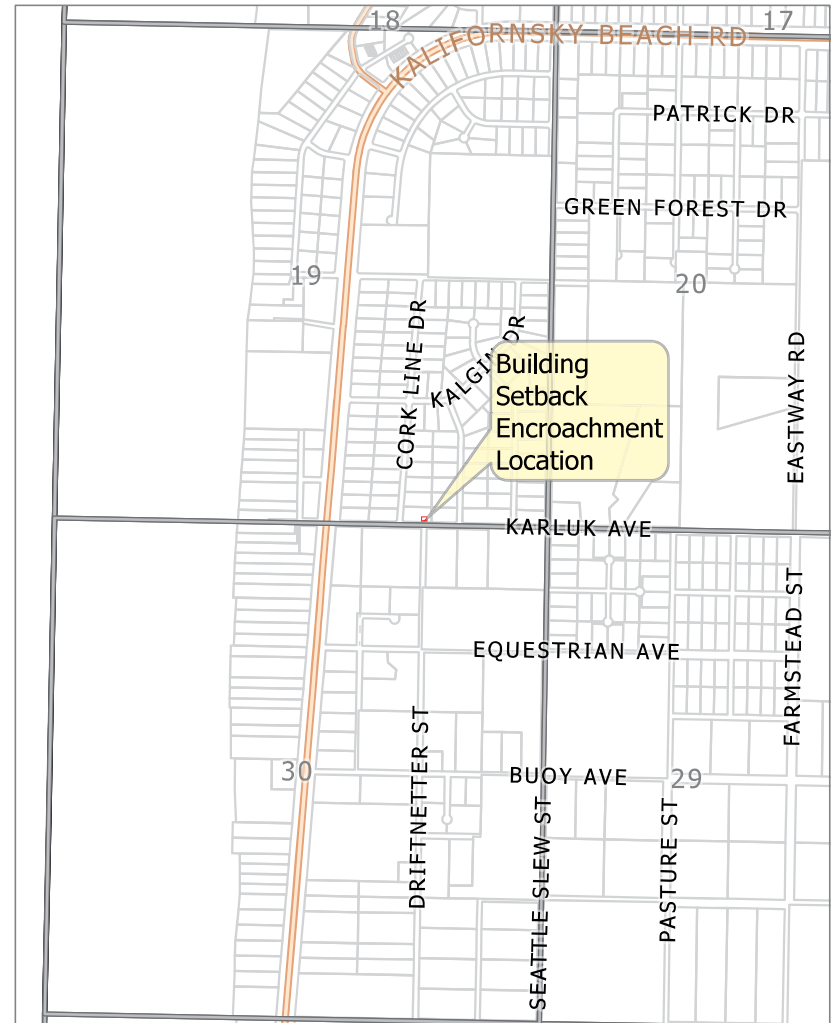 18
17
KALIFORNSKY BEACH RD
PATRICK DR
GREEN FOREST DR
19
20
CORK LINE DR
KALGIN DR
EASTWAY RD
Building
Setback
Encroachment
Location
KARLUK AVE
EQUESTRIAN AVE
FARMSTEAD ST
DRIFTNETTER ST
30
BUOY AVE
29
SEATTLE SLEW ST
PASTURE ST